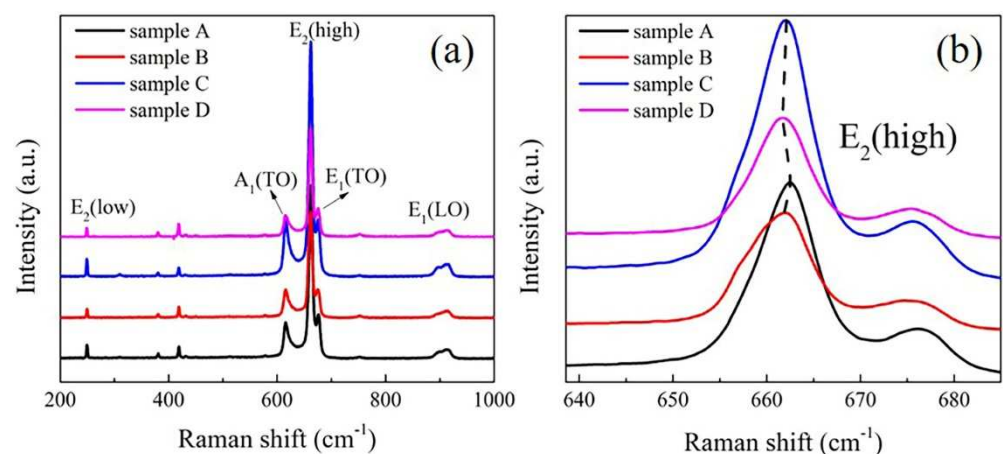 sample A
sample B
sample C
sample D
E₂(high)
(a)
A₁(TO)
E₁(TO)
E₂(low)
E₁(LO)
Intensity (a.u.)
200 400 600 800 1000
Raman shift (cm⁻¹)
sample A
sample B
sample C
sample D
(b)
E₂(high)
Intensity (a.u.)
640 650 660 670 680
Raman shift (cm⁻¹)